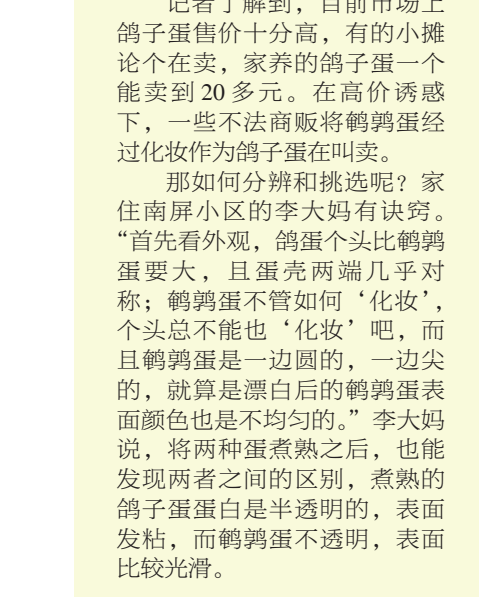 记者了解到，目前市场上
鸽子蛋售价十分高，有的小摊
论个在卖，家养的鸽子蛋一个
能卖到 20 多元。在高价诱惑
下，一些不法商贩将鹌鹑蛋经
过化妆作为鸽子蛋在叫卖。
那如何分辨和挑选呢？家
住南屏小区的李大妈有诀窍。
“首先看外观，鸽蛋个头比鹌鹑
蛋要大，且蛋壳两端几乎对
称；鹌鹑蛋不管如何‘化妆’，
个头总不能也‘化妆’吧，而
且鹌鹑蛋是一边圆的，一边尖
的，就算是漂白后的鹌鹑蛋表
面颜色也是不均匀的。”李大妈
说，将两种蛋煮熟之后，也能
发现两者之间的区别，煮熟的
鸽子蛋蛋白是半透明的，表面
发粘，而鹌鹑蛋不透明，表面
比较光滑。